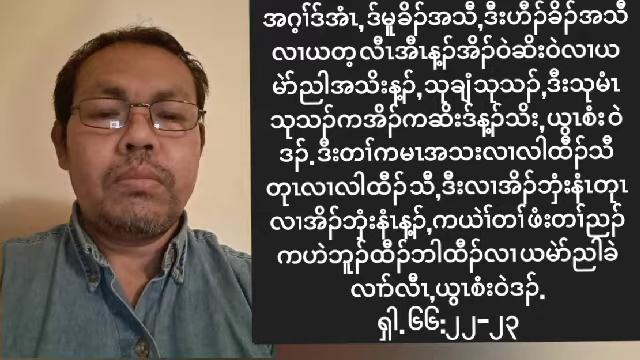 အဂ့ၢ်ဒ်အံၤ, ဒ်မူခိၣ်အသီ,ဒီးဟီၣ်ခိၣ်အသီ
လၢယတ့လီၤအီၤန့ၣ်အိၣ်ဝဲဆိးဝဲလၢယ
မဲာ်ညါအသိးန့ၣ်,သုချံသုသၣ်,ဒီးသုမံၤ
သုသၣ်ကအိၣ်ကဆိးဒ်န့ၣ်သိး,ယွၤစံးဝဲ
ဒၣ်. ဒီးတၢ်ကမၤအသးလၢလါထီၣ်သီ
တုၤလၢလါထီၣ်သီ,ဒီးလၢအိၣ်ဘှံးနံၤတုၤ
လၢအိၣ်ဘှံးနံၤန့ၣ်,ကယဲၢ်တၢ်ဖံးတၢ်ညၣ်
ကဟဲဘူၣ်ထီၣ်ဘါထီၣ်လၢယမဲာ်ညါခဲ
လၢာ်လီၤ,ယွၤစံးဝဲဒၣ်.
ရှါ. ၆၆:၂၂-၂၃